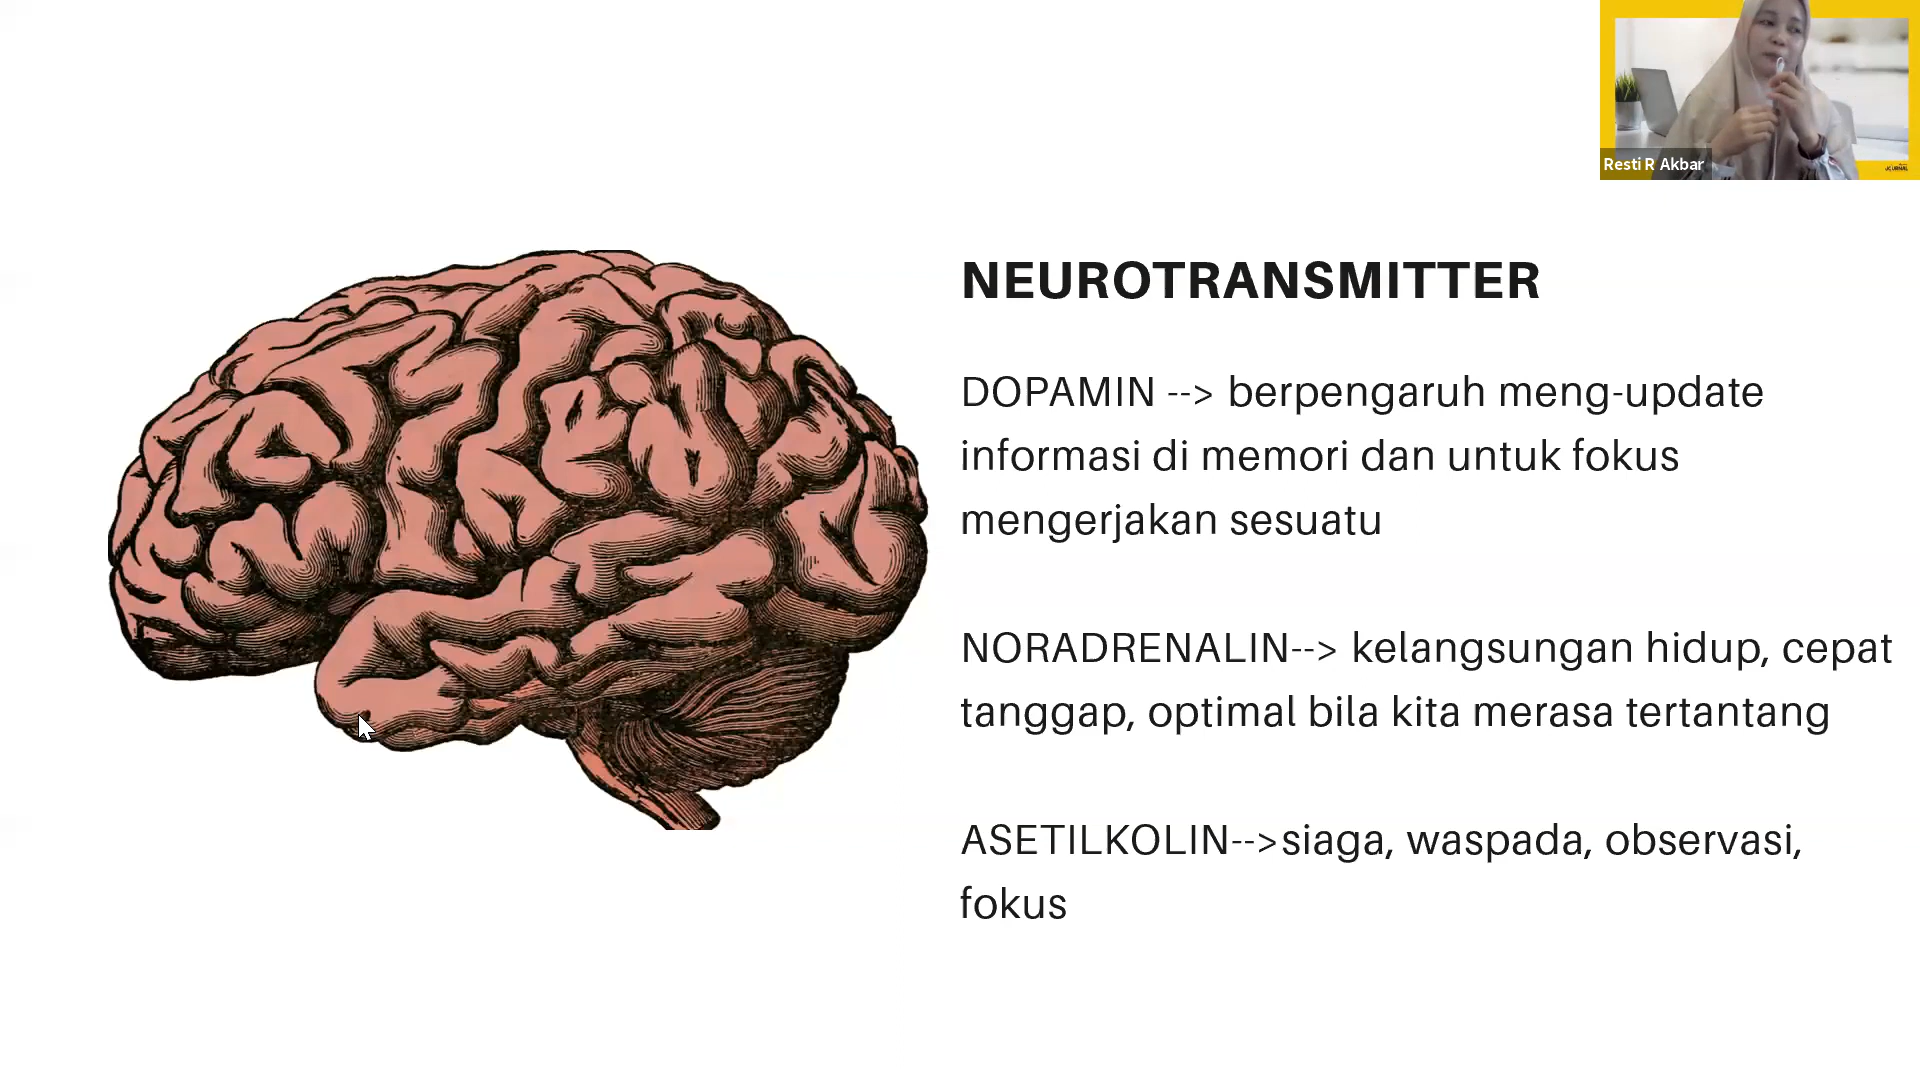 Resti R Akbar
NEUROTRANSMITTER
DOPAMIN --> berpengaruh meng-update
informasi di memori dan untuk fokus
mengerjakan sesuatu
NORADRENALIN--> kelangsungan hidup, cepat
tanggap, optimal bila kita merasa tertantang
ASETILKOLIN-->siaga, waspada, observasi,
fokus